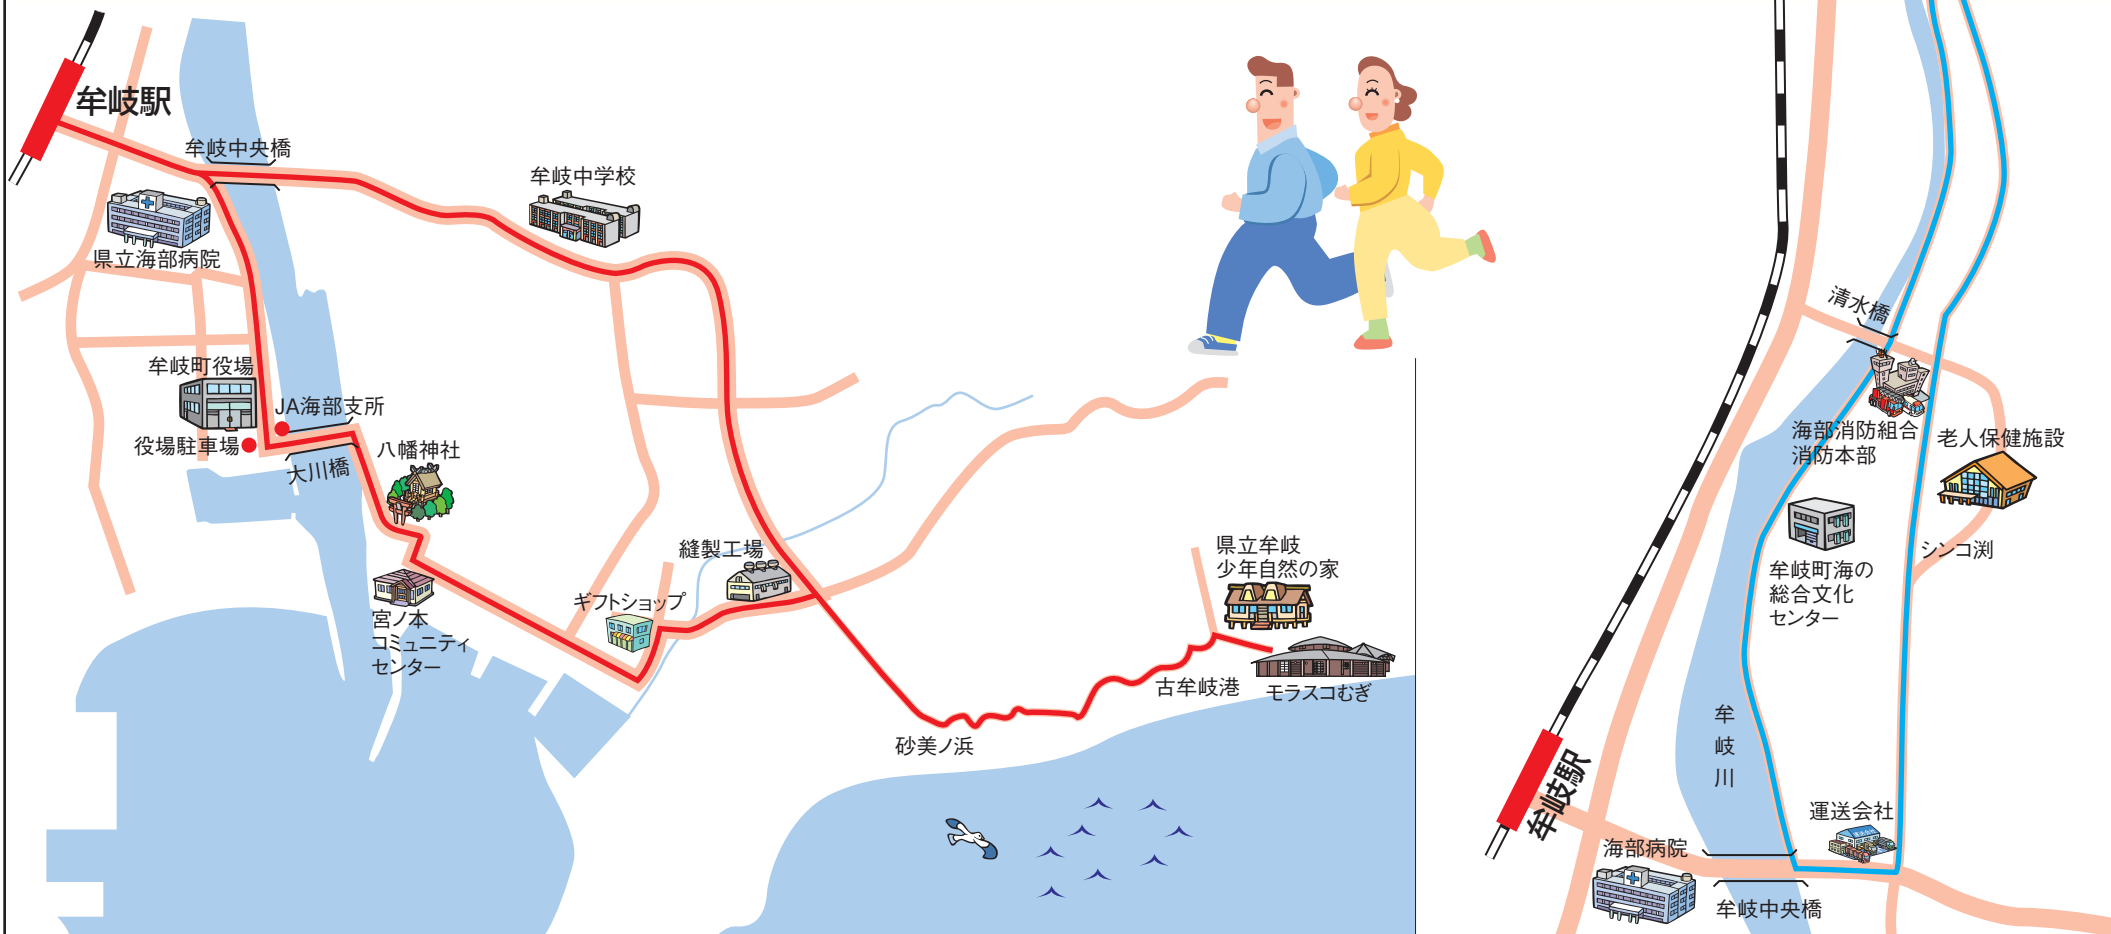 牟岐駅
牟岐中央橋
牟岐中学校
県立海部病院
牟岐町役場
JA海部支所
役場駐車場
大川橋
八幡神社
宮ノ本
コミュニティ
センター
ギフトショップ
縫製工場
県立牟岐
少年自然の家
古牟岐港
モラスコむぎ
砂美ノ浜
清水橋
海部消防組合
消防本部
老人保健施設
シンコ渕
牟岐町海の
総合文化
センター
牟岐川
牟岐駅
運送会社
運送会社
海部病院
牟岐中央橋